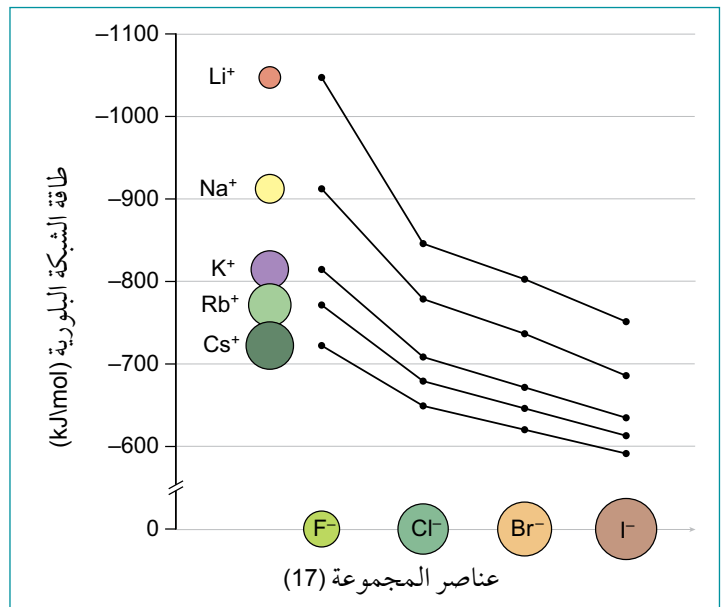 –1100
–1000
–900
–800
–700
–600
0
طاقة الشبكة البلورية (kJ\mol)
Li⁺
Na⁺
K⁺
Rb⁺
Cs⁺
F⁻
Cl⁻
Br⁻
I⁻
عناصر المجموعة (17)